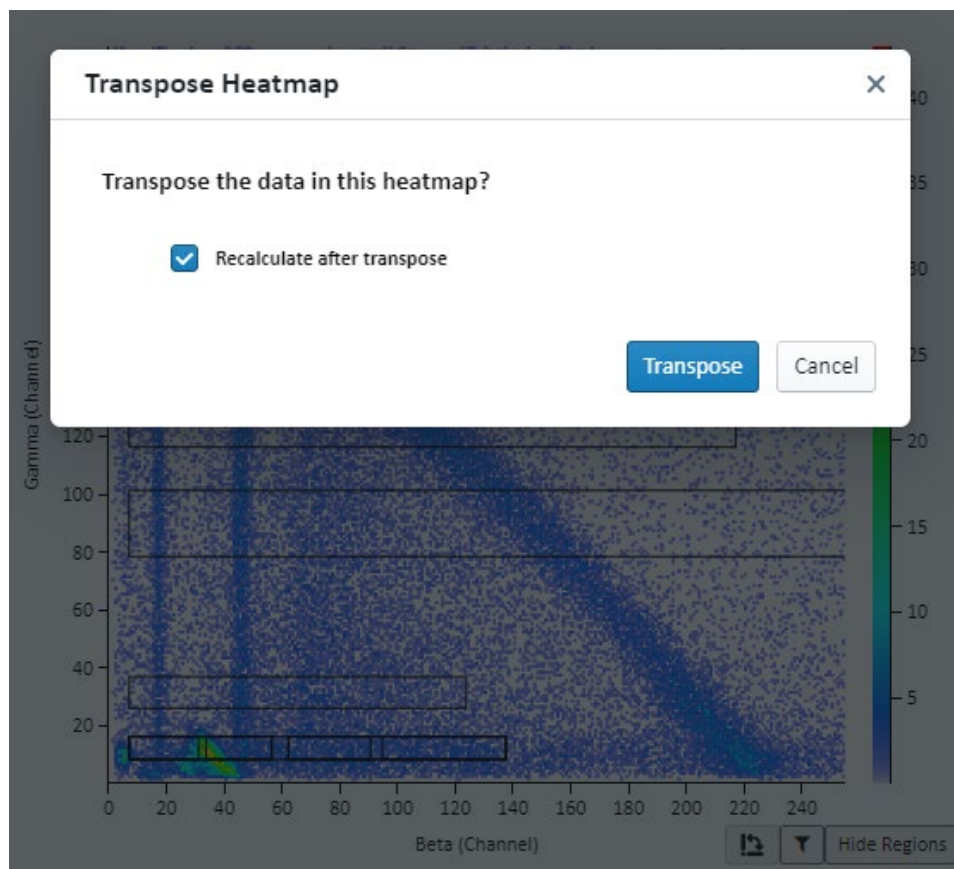 Transpose Heatmap
Transpose the data in this heatmap?
Recalculate after transpose
Transpose Cancel
40
35
30
25
20
15
10
5
Gamma (Channel)
120
100
80
60
40
20
0 20 40 60 80 100 120 140 160 180 200 220 240
Beta (Channel)
Hide Regions